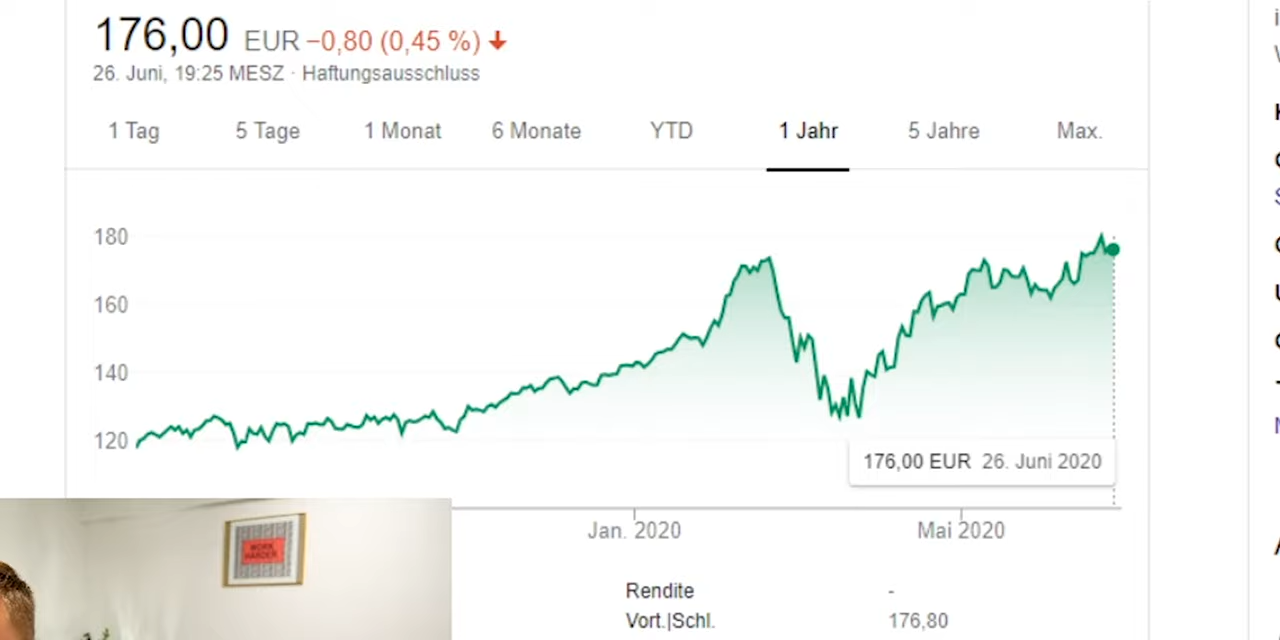 176,00 EUR −0,80 (0,45 %)
26. Juni, 19:25 MESZ · Haftungsausschluss
1 Tag 5 Tage 1 Monat 6 Monate YTD 1 Jahr 5 Jahre Max.
180
160
140
120
176,00 EUR 26. Juni 2020
Jan. 2020 Mai 2020
WORK
HARDER
Rendite -
Vort.|Schl. 176,80